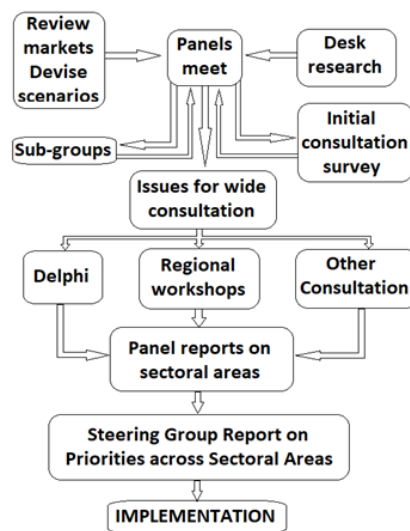 Review
markets
Devise
scenarios
Panels
meet
Desk
research
Sub-groups
Initial
consultation
survey
Issues for wide
consultation
Delphi
Regional
workshops
Other
Consultation
Panel reports on
sectoral areas
Steering Group Report on
Priorities across Sectoral Areas
IMPLEMENTATION